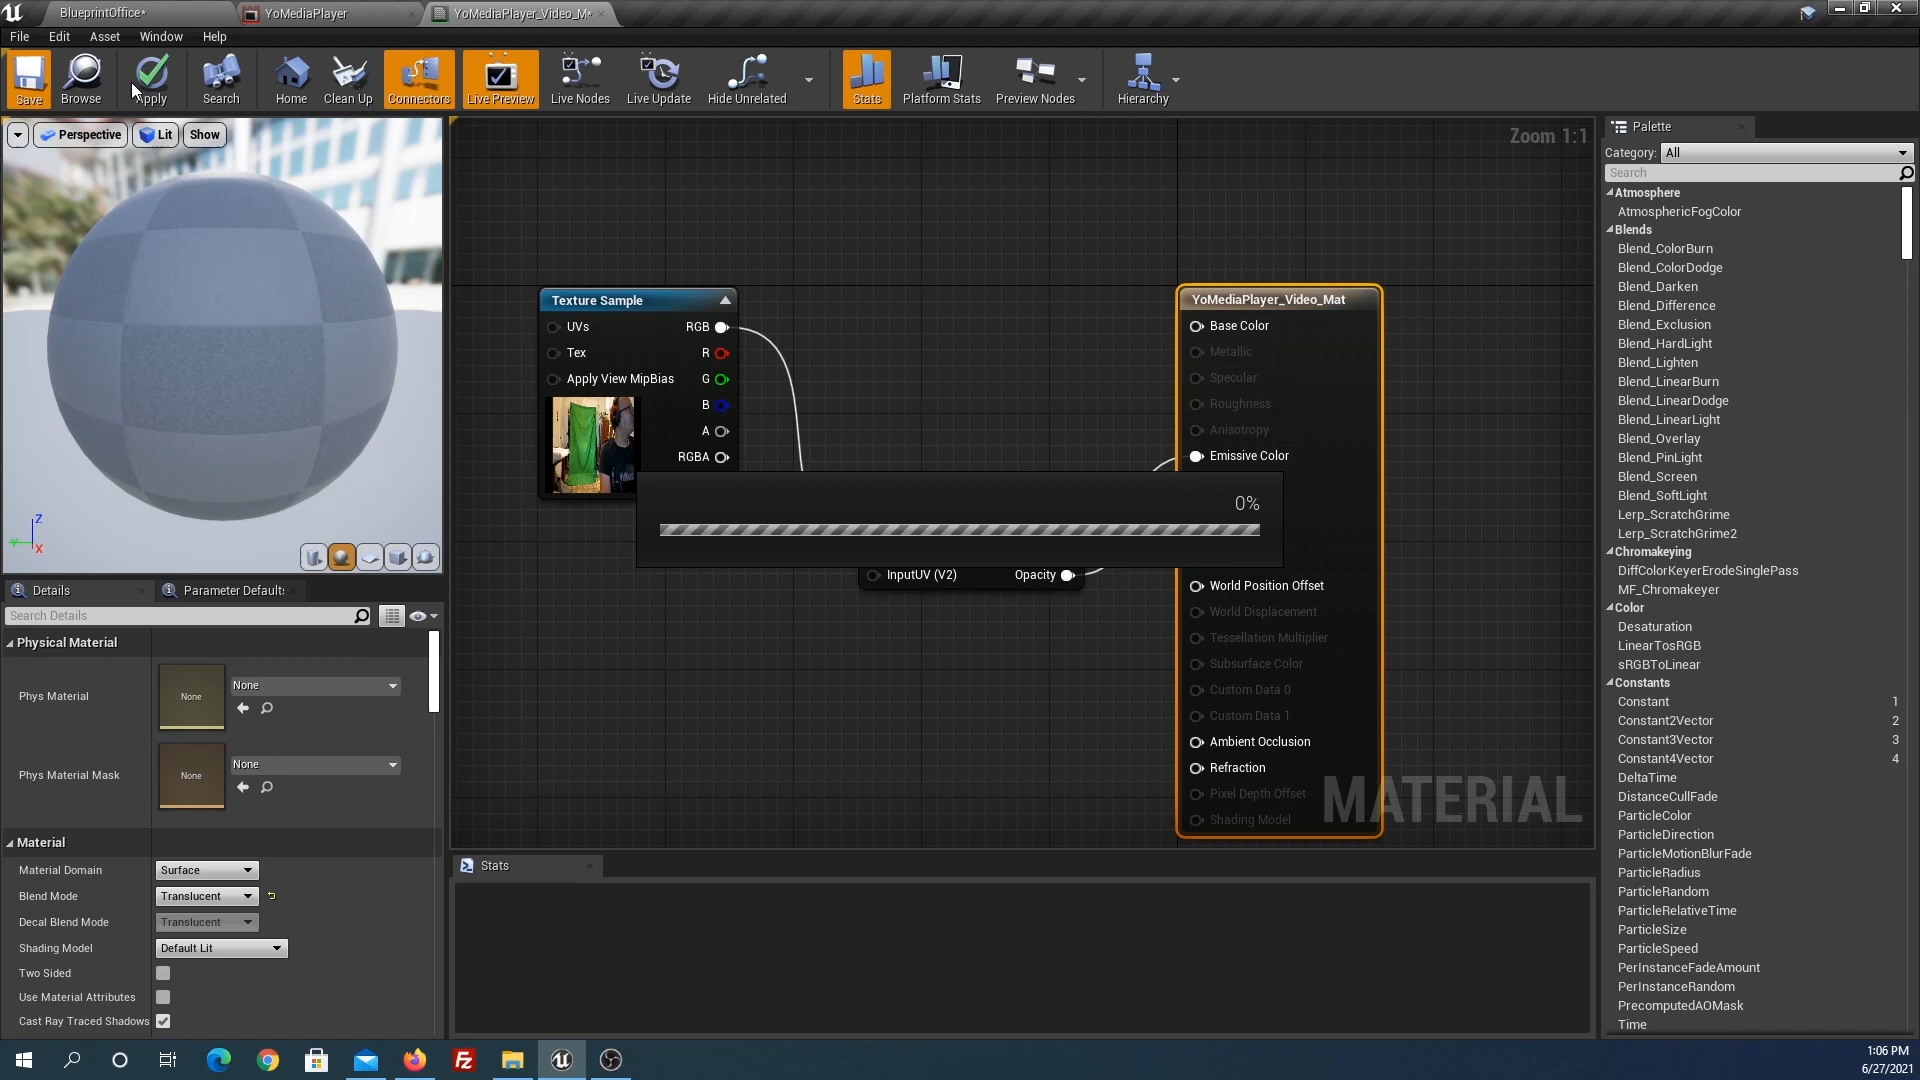 BlueprintOffice*
YoMediaPlayer
YoMediaPlayer_Video_M*
File Edit Asset Window Help
Save Browse Apply Search Home Clean Up Connectors Live Preview Live Nodes Live Update Hide Unrelated Stats Platform Stats Preview Nodes Hierarchy
Perspective Lit Show
Z
Y
X
Details
Parameter Default
Search Details
Physical Material
Phys Material
None
None
Phys Material Mask
None
None
Material
Material Domain Surface
Blend Mode Translucent
Decal Blend Mode Translucent
Shading Model Default Lit
Two Sided
Use Material Attributes
Cast Ray Traced Shadows
Zoom 1:1
Texture Sample
UVs RGB
Tex R
Apply View MipBias G
B
A
RGBA
0%
InputUV (V2) Opacity
YoMediaPlayer_Video_Mat
Base Color
Metallic
Specular
Roughness
Anisotropy
Emissive Color
World Position Offset
World Displacement
Tessellation Multiplier
Subsurface Color
Custom Data 0
Custom Data 1
Ambient Occlusion
Refraction
Pixel Depth Offset
Shading Model
MATERIAL
Stats
Palette
Category: All
Search
Atmosphere
AtmosphericFogColor
Blends
Blend_ColorBurn
Blend_ColorDodge
Blend_Darken
Blend_Difference
Blend_Exclusion
Blend_HardLight
Blend_Lighten
Blend_LinearBurn
Blend_LinearDodge
Blend_LinearLight
Blend_Overlay
Blend_PinLight
Blend_Screen
Blend_SoftLight
Lerp_ScratchGrime
Lerp_ScratchGrime2
Chromakeying
DiffColorKeyerErodeSinglePass
MF_Chromakeyer
Color
Desaturation
LinearTosRGB
sRGBToLinear
Constants
Constant 1
Constant2Vector 2
Constant3Vector 3
Constant4Vector 4
DeltaTime
DistanceCullFade
ParticleColor
ParticleDirection
ParticleMotionBlurFade
ParticleRadius
ParticleRandom
ParticleRelativeTime
ParticleSize
ParticleSpeed
PerInstanceFadeAmount
PerInstanceRandom
PrecomputedAOMask
Time
1:06 PM
6/27/2021